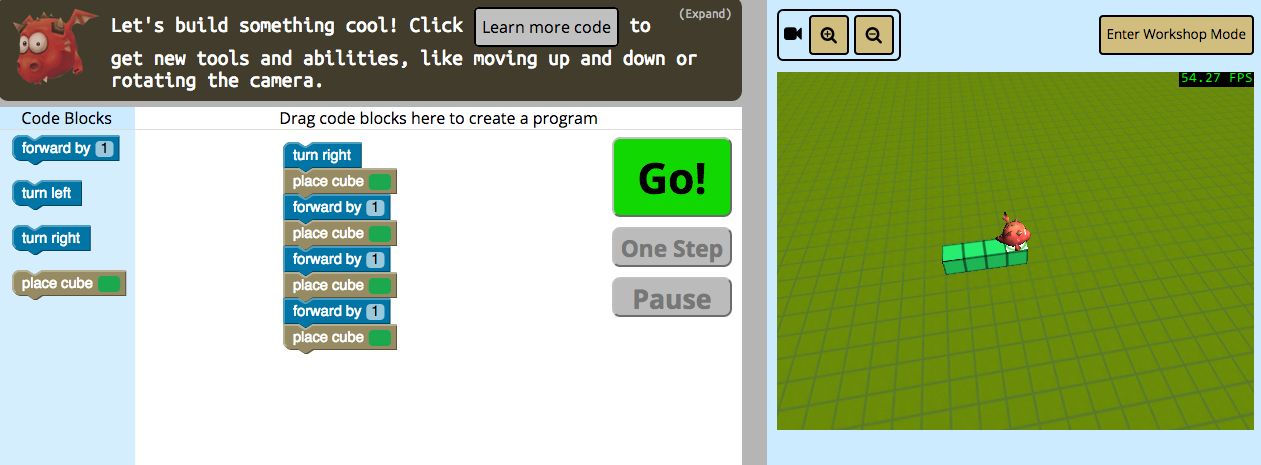 Let's build something cool! Click Learn more code to
(Expand)
get new tools and abilities, like moving up and down or
rotating the camera.
Enter Workshop Mode
Code Blocks
Drag code blocks here to create a program
54.27 FPS
forward by 1
turn left
turn right
place cube
turn right
place cube
forward by 1
place cube
forward by 1
place cube
forward by 1
place cube
Go!
One Step
Pause